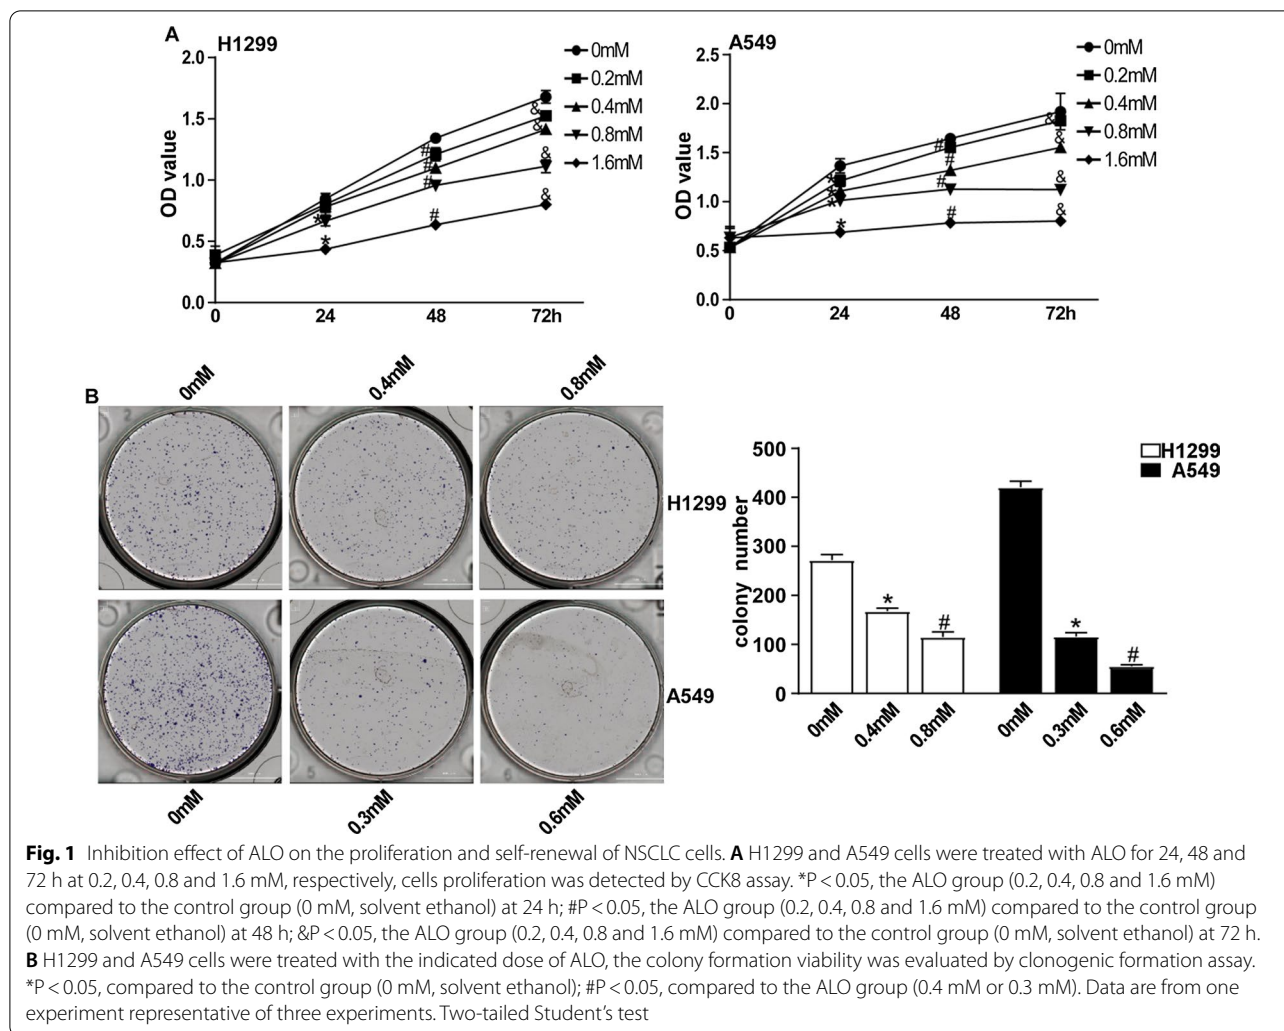 A
H1299
2.0
1.5
1.0
0.5
0.0
OD value
0
24
48
72h
#
#
#
#
&
&
&
&
*
*
0mM
0.2mM
0.4mM
0.8mM
1.6mM
A549
2.5
2.0
1.5
1.0
0.5
0.0
OD value
0
24
48
72h
*
*
*
*
#
#
#
#
&
&
&
&
0mM
0.2mM
0.4mM
0.8mM
1.6mM
B
0mM
0.4mM
0.8mM
H1299
A549
0mM
0.3mM
0.6mM
500
400
300
200
100
0
colony number
H1299
A549
*
#
*
#
0mM
0.4mM
0.8mM
0mM
0.3mM
0.6mM
Fig. 1 Inhibition effect of ALO on the proliferation and self-renewal of NSCLC cells. A H1299 and A549 cells were treated with ALO for 24, 48 and
72 h at 0.2, 0.4, 0.8 and 1.6 mM, respectively, cells proliferation was detected by CCK8 assay. *P < 0.05, the ALO group (0.2, 0.4, 0.8 and 1.6 mM)
compared to the control group (0 mM, solvent ethanol) at 24 h; #P < 0.05, the ALO group (0.2, 0.4, 0.8 and 1.6 mM) compared to the control group
(0 mM, solvent ethanol) at 48 h; &P < 0.05, the ALO group (0.2, 0.4, 0.8 and 1.6 mM) compared to the control group (0 mM, solvent ethanol) at 72 h.
B H1299 and A549 cells were treated with the indicated dose of ALO, the colony formation viability was evaluated by clonogenic formation assay.
*P < 0.05, compared to the control group (0 mM, solvent ethanol); #P < 0.05, compared to the ALO group (0.4 mM or 0.3 mM). Data are from one
experiment representative of three experiments. Two-tailed Student's test